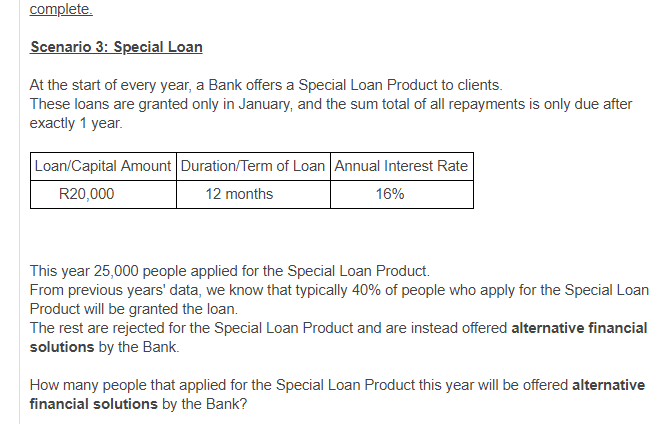 complete.
Scenario 3: Special Loan
At the start of every year, a Bank offers a Special Loan Product to clients.
These loans are granted only in January, and the sum total of all repayments is only due after
exactly 1 year.
Loan/Capital Amount Duration/Term of Loan Annual Interest Rate
R20,000 12 months 16%
This year 25,000 people applied for the Special Loan Product.
From previous years' data, we know that typically 40% of people who apply for the Special Loan
Product will be granted the loan.
The rest are rejected for the Special Loan Product and are instead offered alternative financial
solutions by the Bank.
How many people that applied for the Special Loan Product this year will be offered alternative
financial solutions by the Bank?